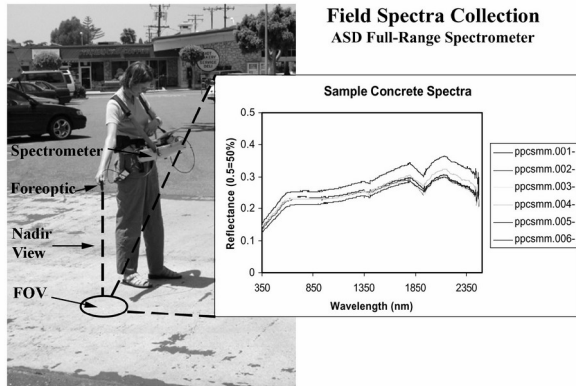 Field Spectra Collection
ASD Full-Range Spectrometer
Spectrometer
Foreoptic
Nadir
View
FOV
Sample Concrete Spectra
Reflectance (0.5=50%)
0.5
0.4
0.3
0.2
0.1
0
350
850
1350
1850
2350
Wavelength (nm)
ppcsmm.001-
ppcsmm.002-
ppcsmm.003-
ppcsmm.004-
ppcsmm.005-
ppcsmm.006-